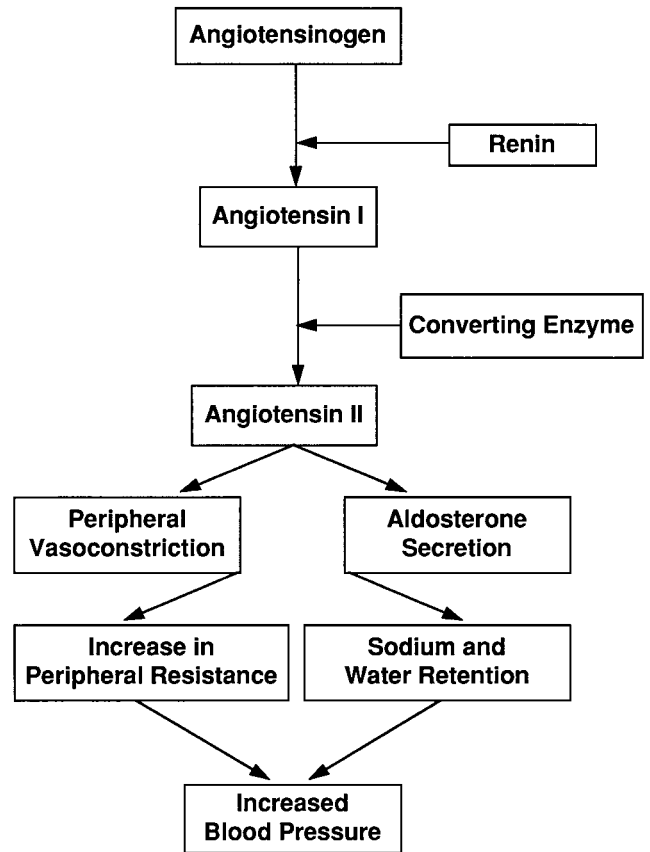 Angiotensinogen
Renin
Angiotensin I
Converting Enzyme
Angiotensin II
Peripheral
Vasoconstriction
Aldosterone
Secretion
Increase in
Peripheral Resistance
Sodium and
Water Retention
Increased
Blood Pressure